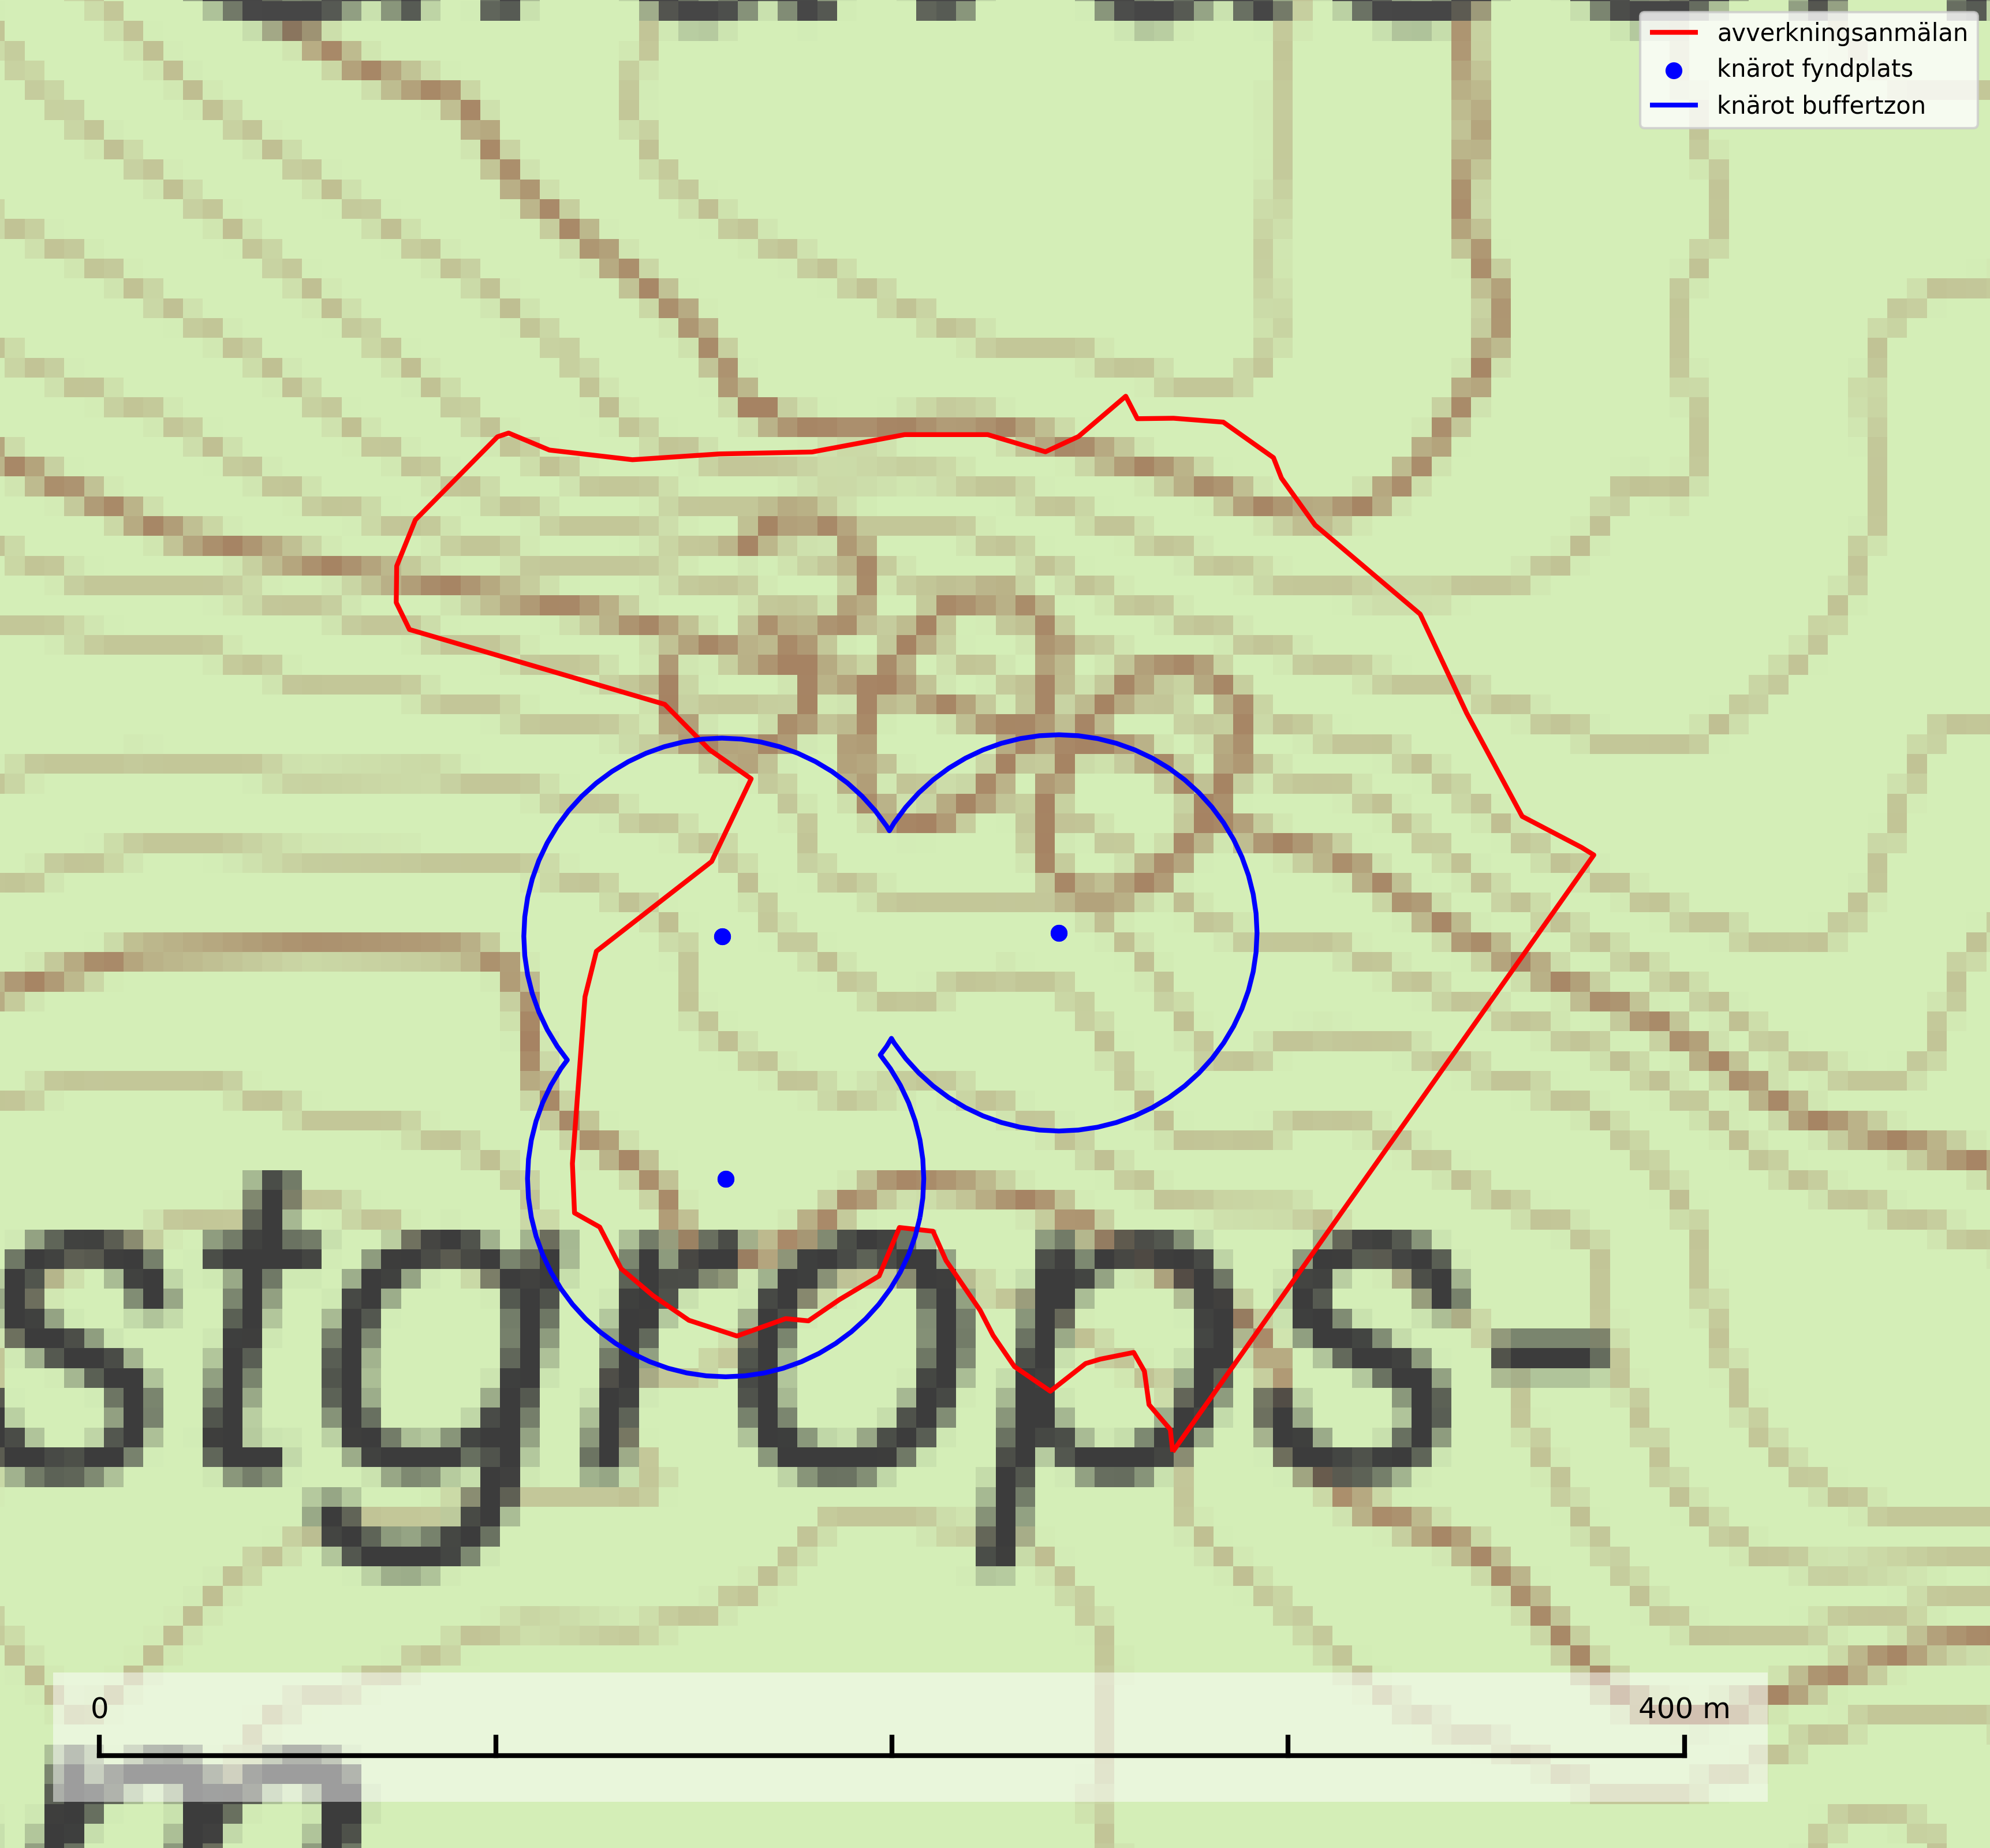 avverkningsanmälan
knärot fyndplats
knärot buffertzon
stgrops-
0 400 m
m